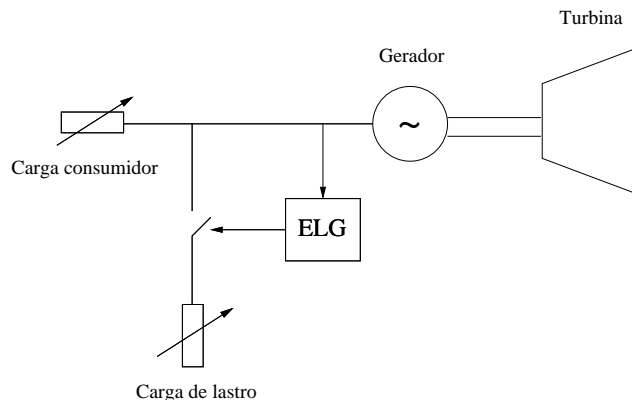 Turbina
Gerador
~
Carga consumidor
ELG
Carga de lastro